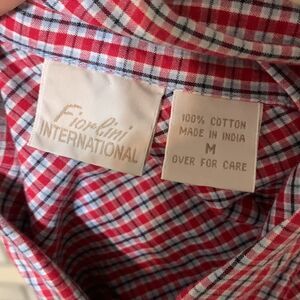 Fiorlini
INTERNATIONAL
100% COTTON
MADE IN INDIA
M
OVER FOR CARE